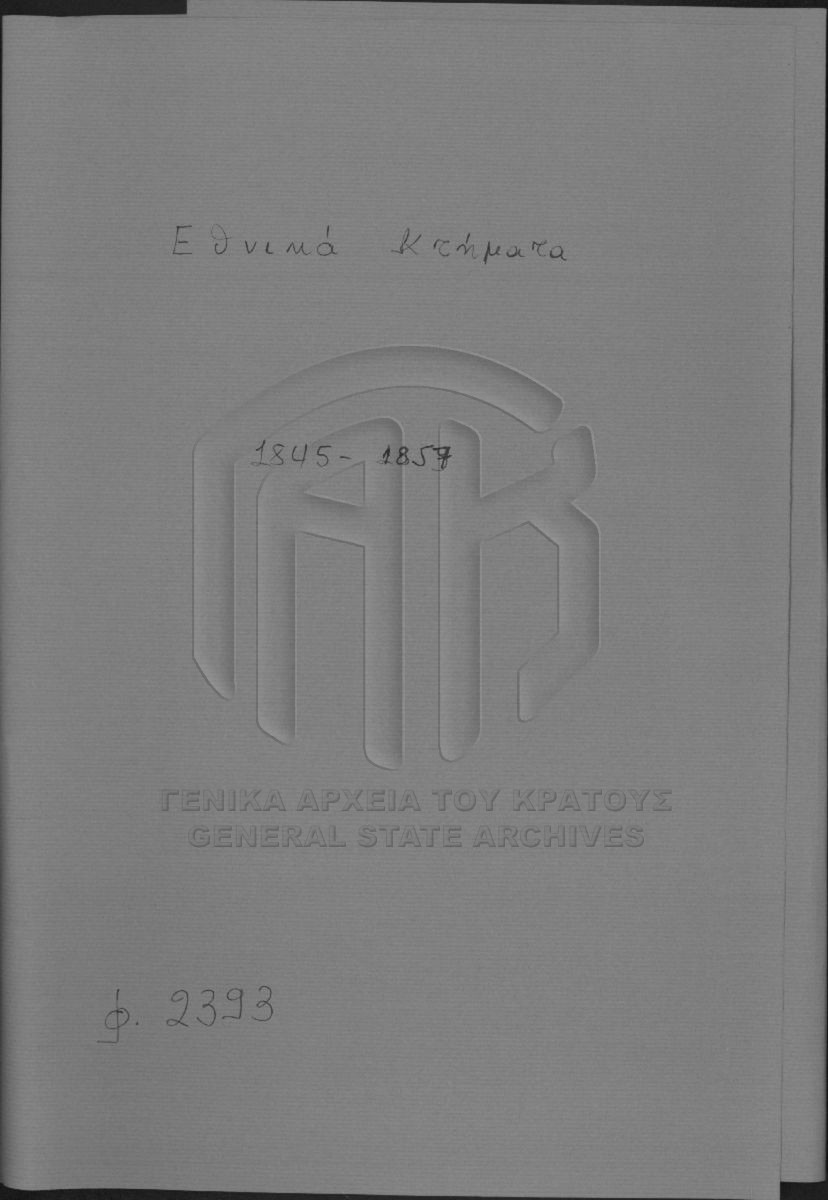 Εθνικά Κτήματα
1845 - 1857
ΓΕΝΙΚΑ ΑΡΧΕΙΑ ΤΟΥ ΚΡΑΤΟΥΣ
GENERAL STATE ARCHIVES
φ. 2393